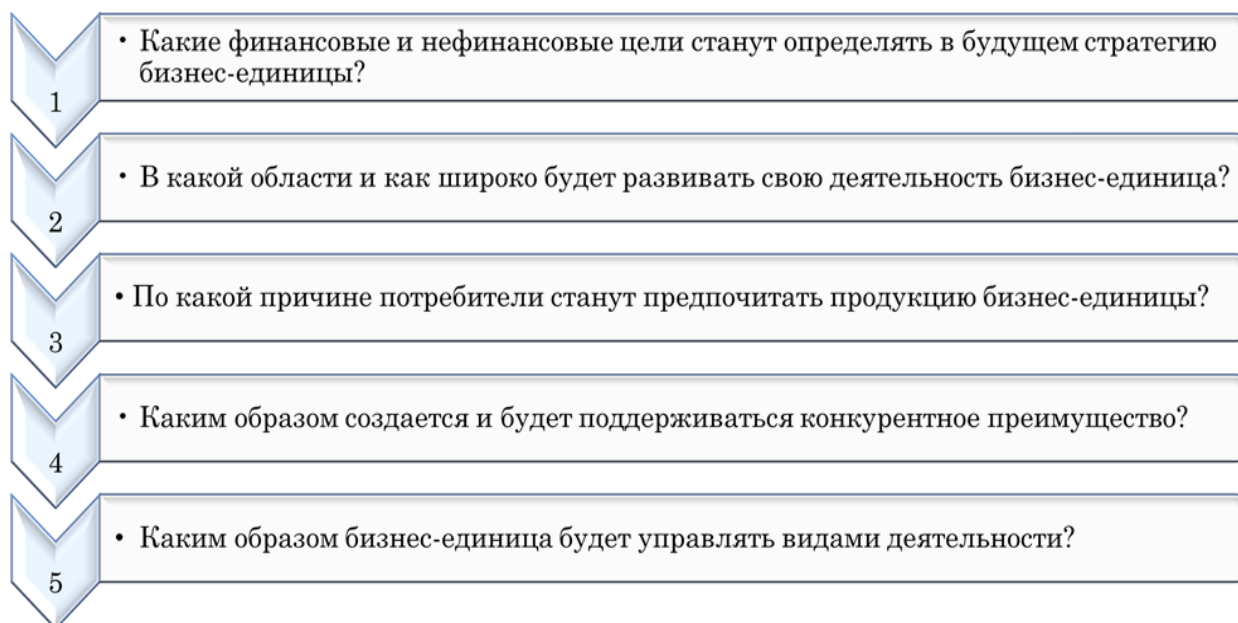 • Какие финансовые и нефинансовые цели станут определять в будущем стратегию
бизнес-единицы?
1
• В какой области и как широко будет развивать свою деятельность бизнес-единица?
2
• По какой причине потребители станут предпочитать продукцию бизнес-единицы?
3
• Каким образом создается и будет поддерживаться конкурентное преимущество?
4
• Каким образом бизнес-единица будет управлять видами деятельности?
5